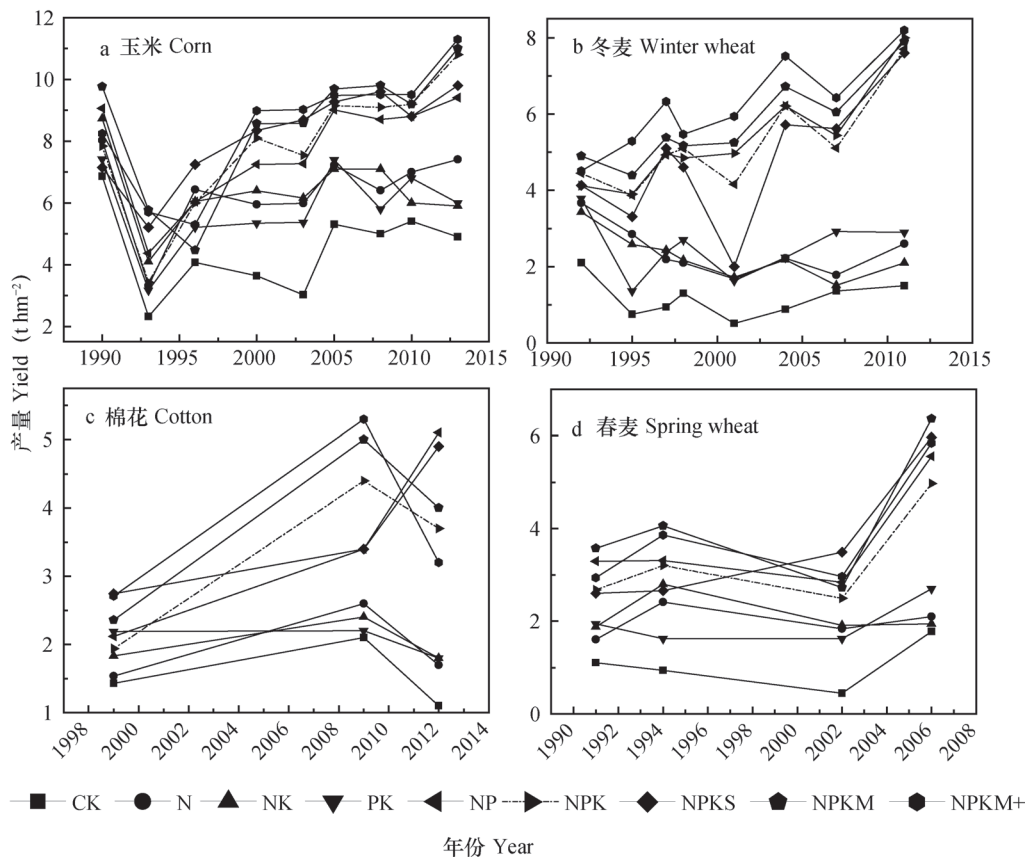 a 玉米 Corn
12
10
8
6
4
2
1990 1995 2000 2005 2010 2015
b 冬麦 Winter wheat
8
6
4
2
0
1990 1995 2000 2005 2010 2015
产量 Yield (t hm⁻²)
c 棉花 Cotton
5
4
3
2
1
1998 2000 2002 2004 2006 2008 2010 2012 2014
d 春麦 Spring wheat
6
4
2
0
1990 1992 1994 1996 1998 2000 2002 2004 2006 2008
CK N NK PK NP NPK NPKS NPKM NPKM+
年份 Year